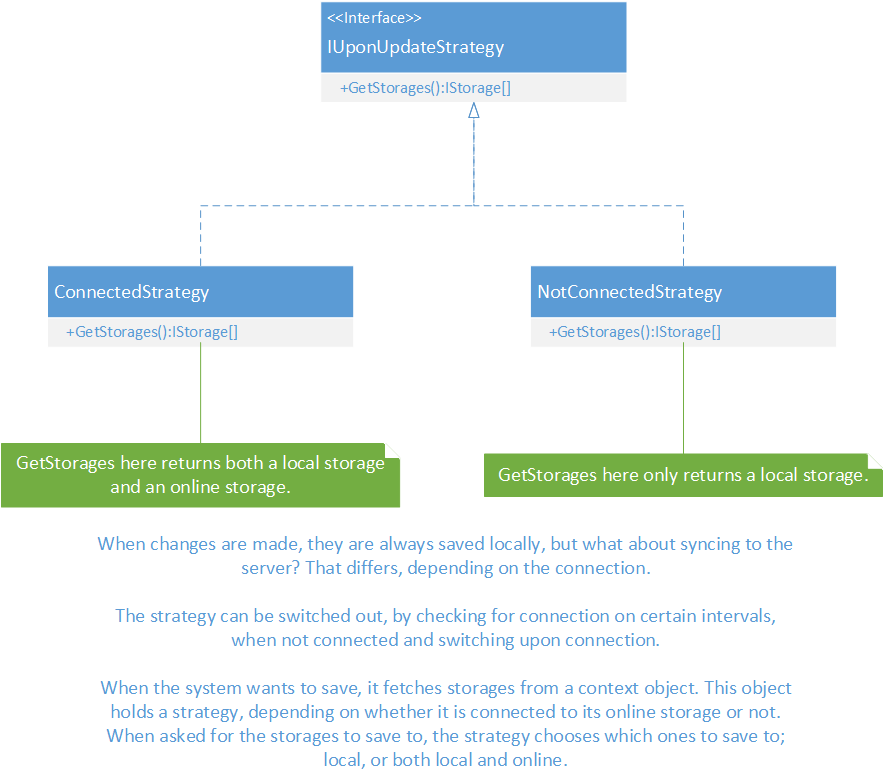 <<Interface>>
IUponUpdateStrategy
+GetStorages():IStorage[]
ConnectedStrategy
+GetStorages():IStorage[]
NotConnectedStrategy
+GetStorages():IStorage[]
GetStorages here returns both a local storage
and an online storage.
GetStorages here only returns a local storage.
When changes are made, they are always saved locally, but what about syncing to the
server? That differs, depending on the connection.
The strategy can be switched out, by checking for connection on certain intervals,
when not connected and switching upon connection.
When the system wants to save, it fetches storages from a context object. This object
holds a strategy, depending on whether it is connected to its online storage or not.
When asked for the storages to save to, the strategy chooses which ones to save to;
local, or both local and online.